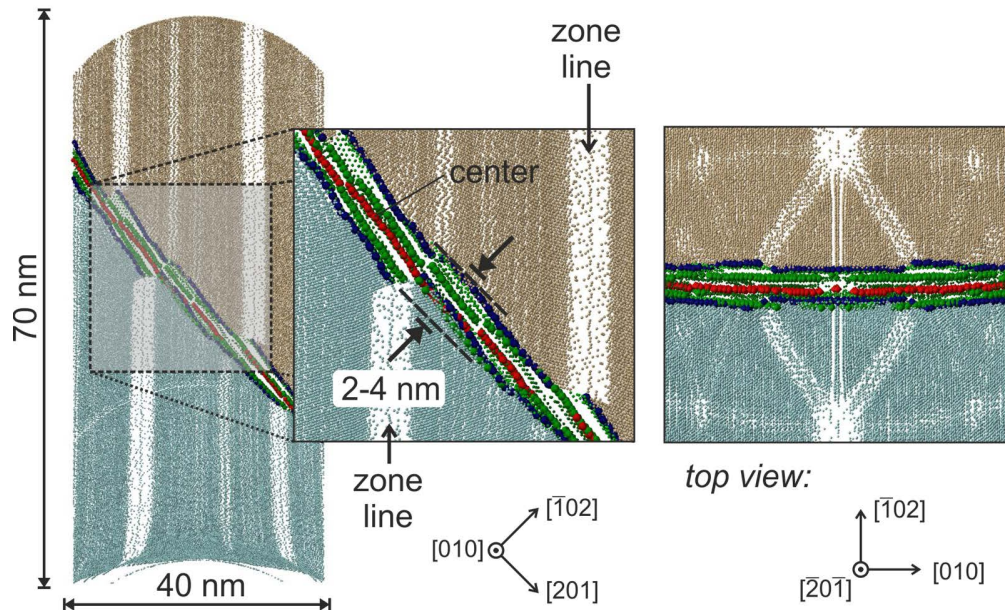 zone
line
center
70 nm
2-4 nm
zone
line
40 nm
top view:
[1̅02]
[010]
[201]
[1̅02]
[2̅01̅]
[010]